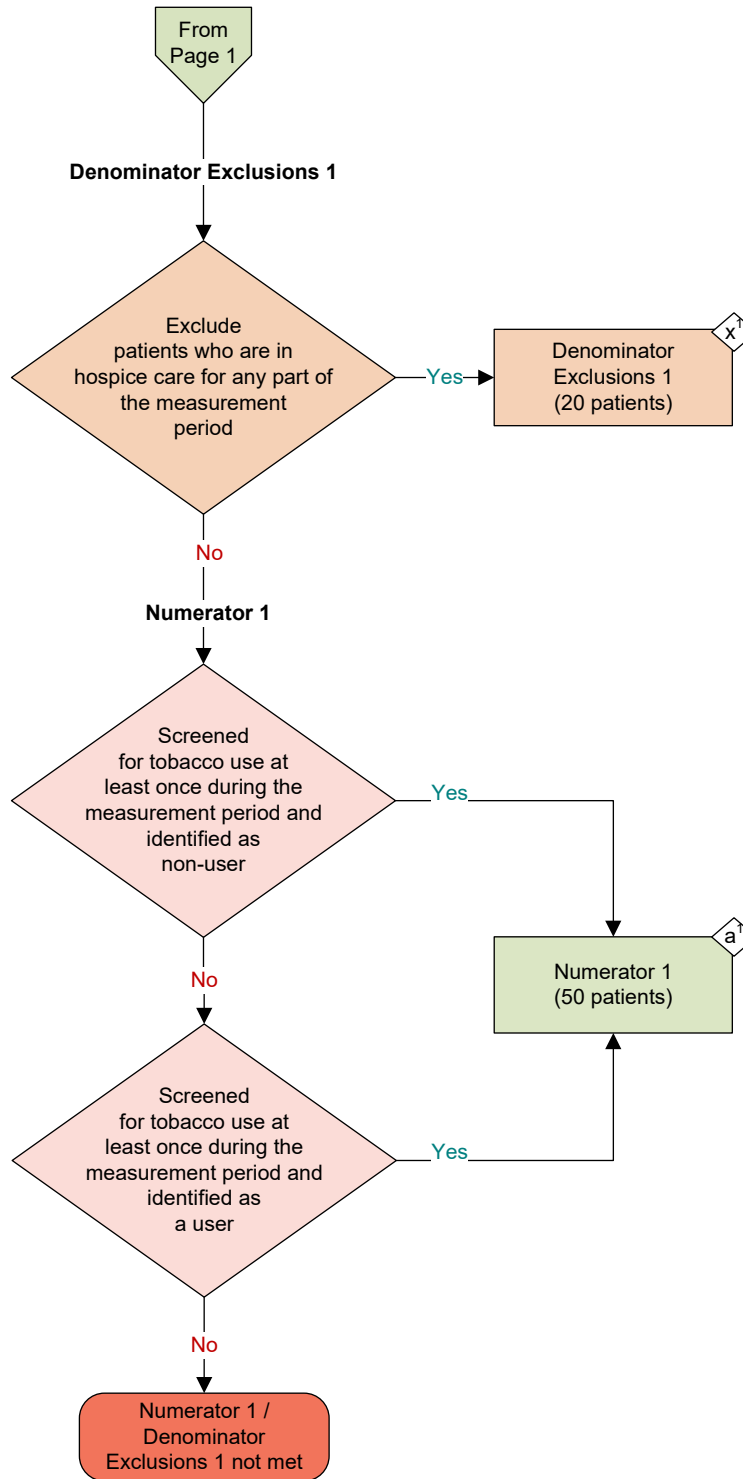 From
Page 1
Denominator Exclusions 1
Exclude
patients who are in
hospice care for any part of
the measurement
period
Yes
x¹
Denominator
Exclusions 1
(20 patients)
No
Numerator 1
Screened
for tobacco use at
least once during the
measurement period and
identified as
non-user
Yes
a¹
Numerator 1
(50 patients)
No
Screened
for tobacco use at
least once during the
measurement period and
identified as
a user
Yes
No
Numerator 1 /
Denominator
Exclusions 1 not met